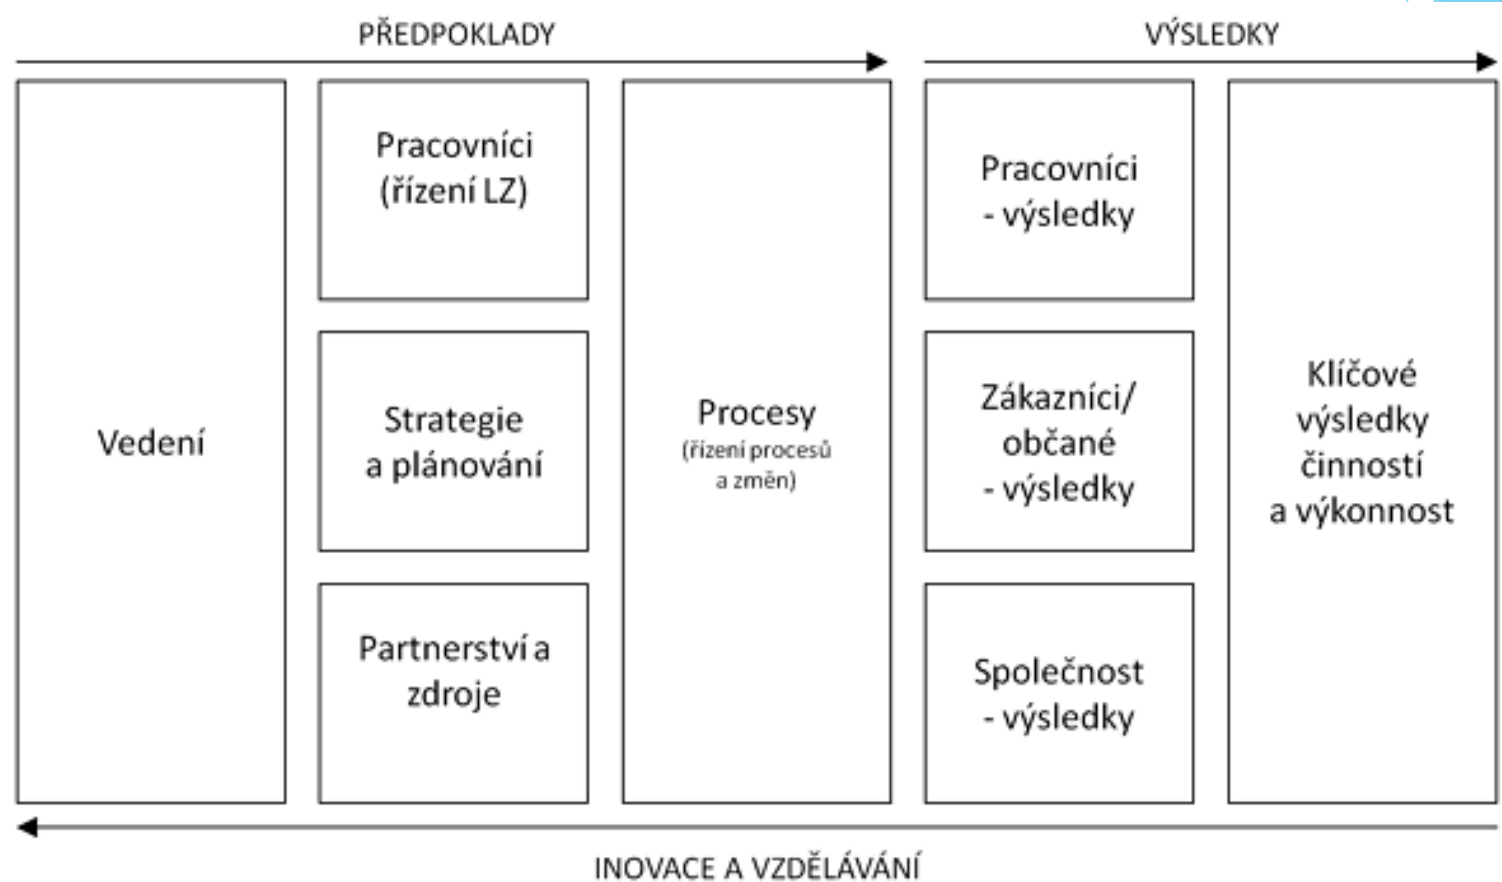 PŘEDPOKLADY
VÝSLEDKY
Vedení
Pracovníci
(řízení LZ)
Strategie
a plánování
Partnerství a
zdroje
Procesy
(řízení procesů
a změn)
Pracovníci
- výsledky
Zákazníci/
občané
- výsledky
Společnost
- výsledky
Klíčové
výsledky
činností
a výkonnost
INOVACE A VZDĚLÁVÁNÍ